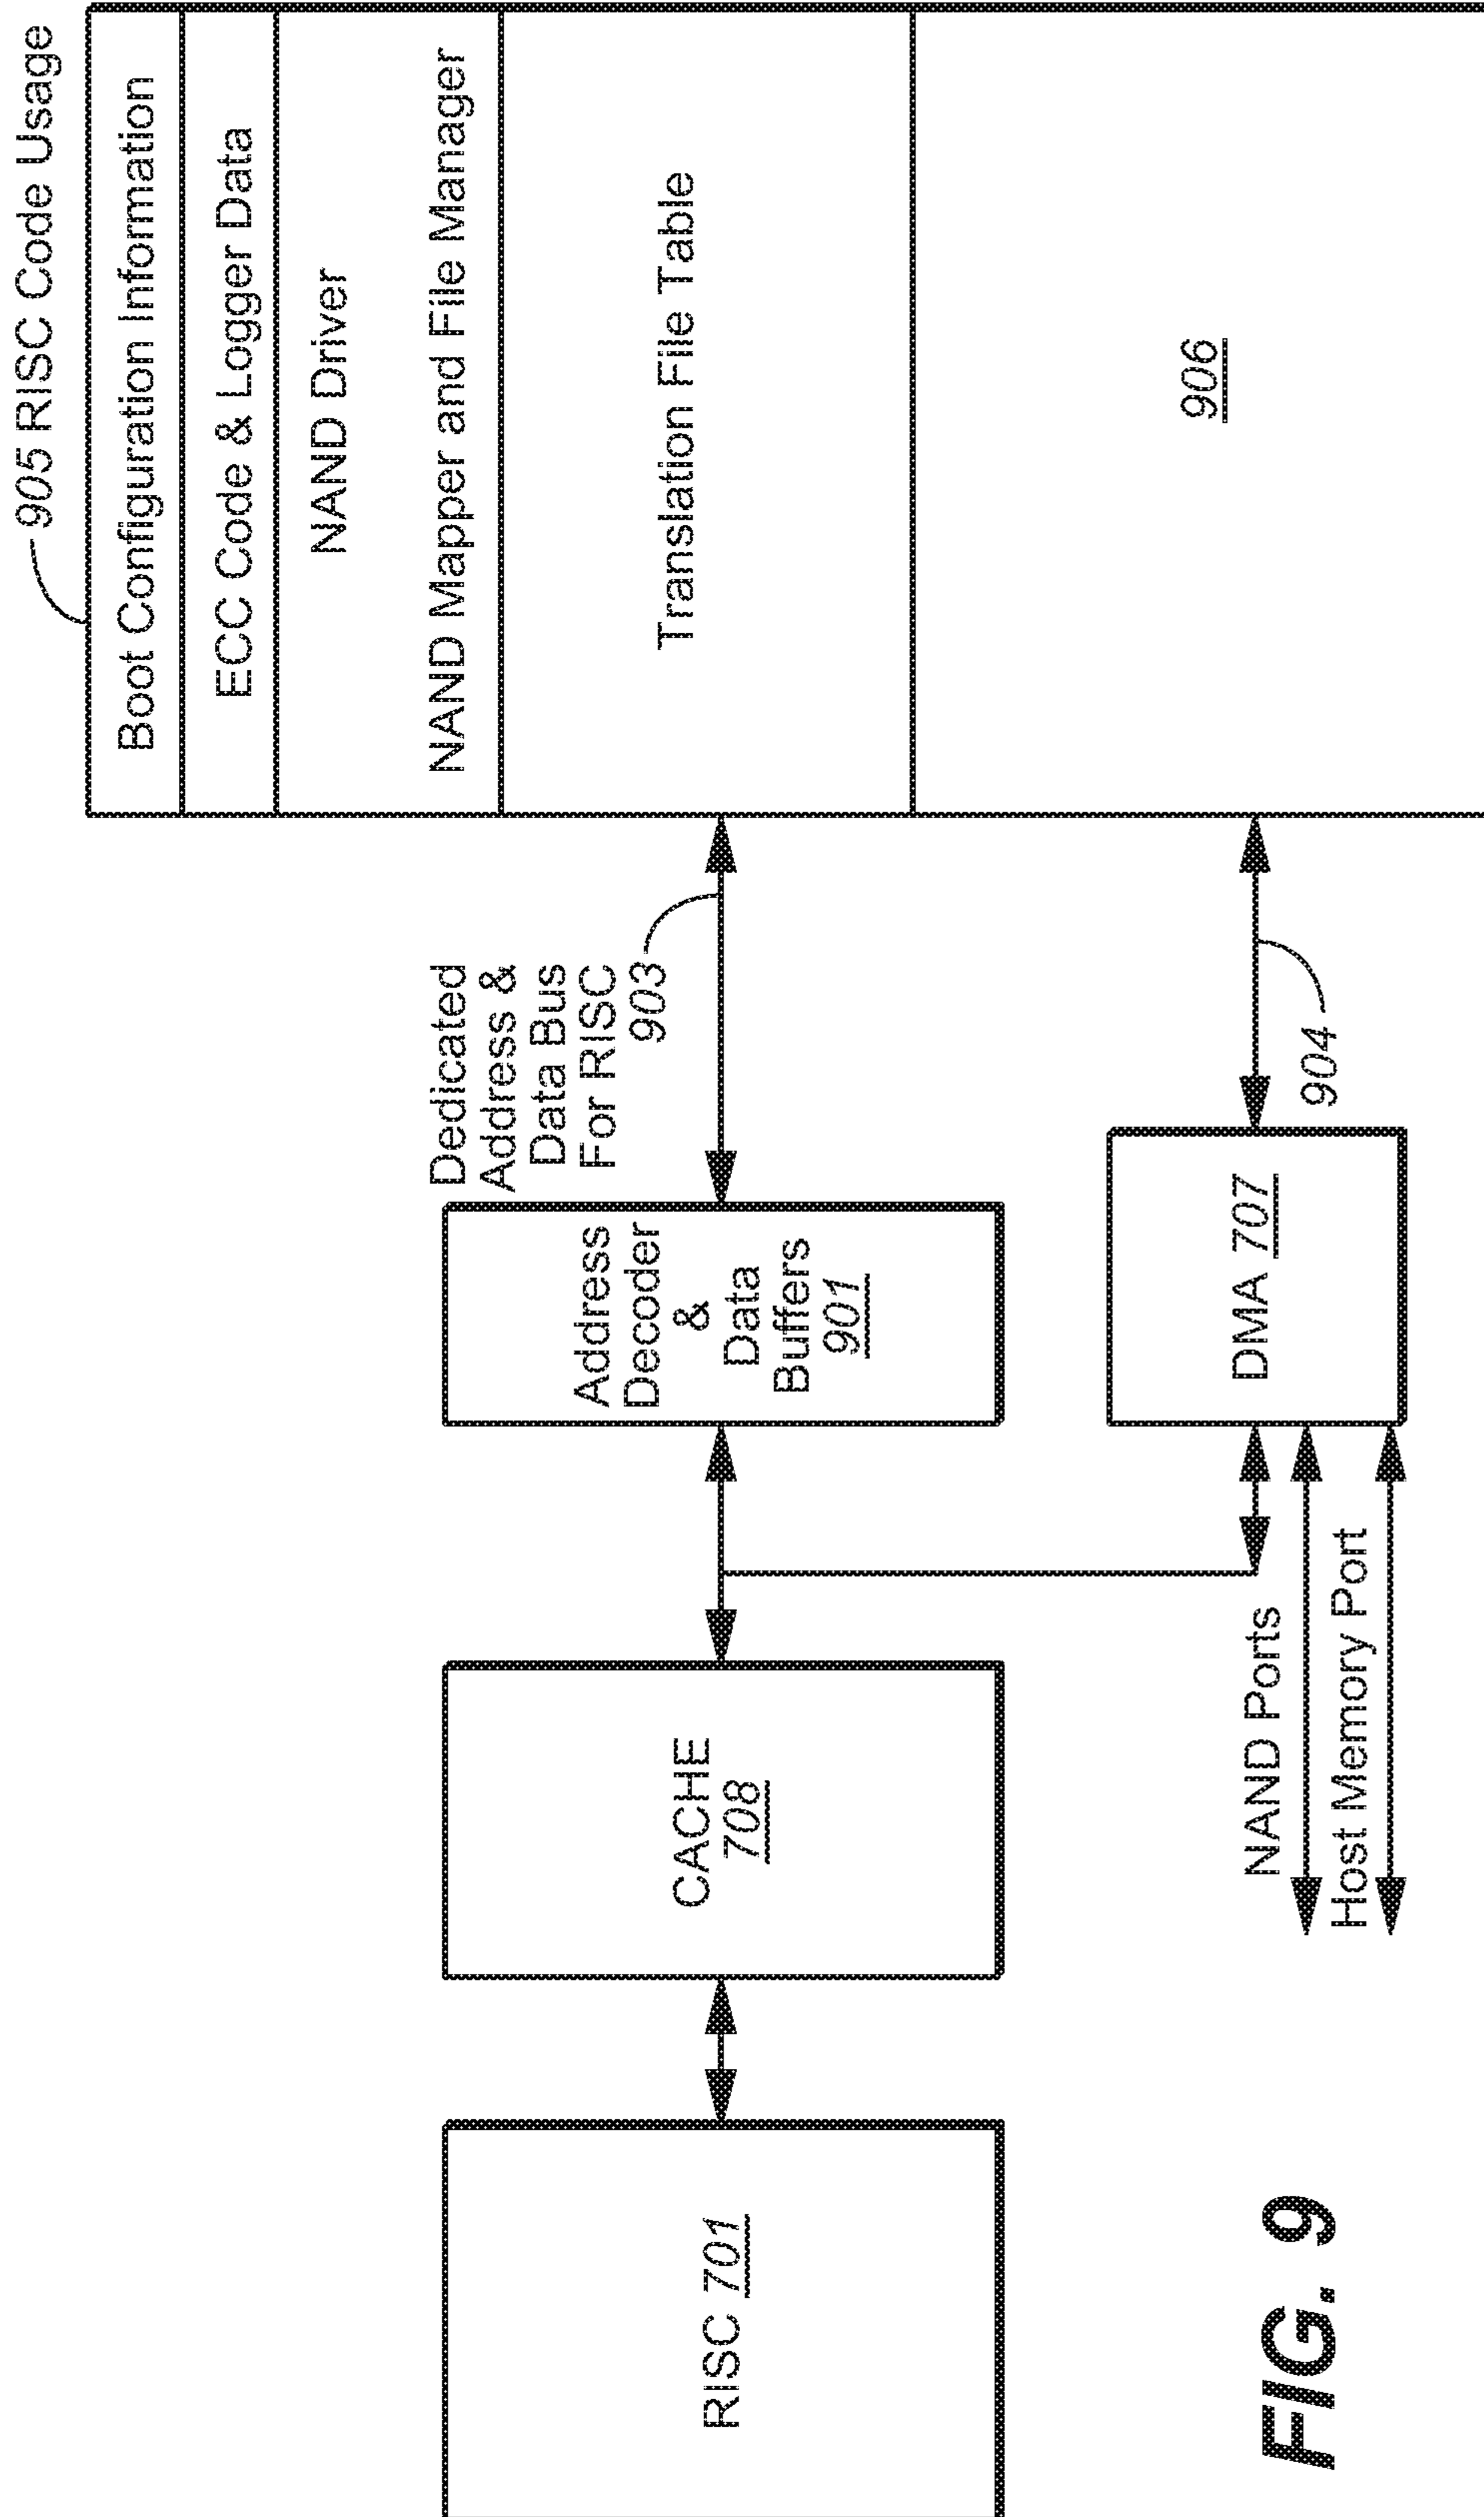 905 RISC Code Usage
Boot Configuration Information
ECC Code & Logger Data
NAND Driver
NAND Mapper and File Manager
Translation File Table
906
Dedicated
Address &
Data Bus
For RISC
903
904
Address
Decoder
&
Data
Buffers
901
DMA 707
CACHE
708
NAND Ports
Host Memory Port
RISC 701
FIG. 9